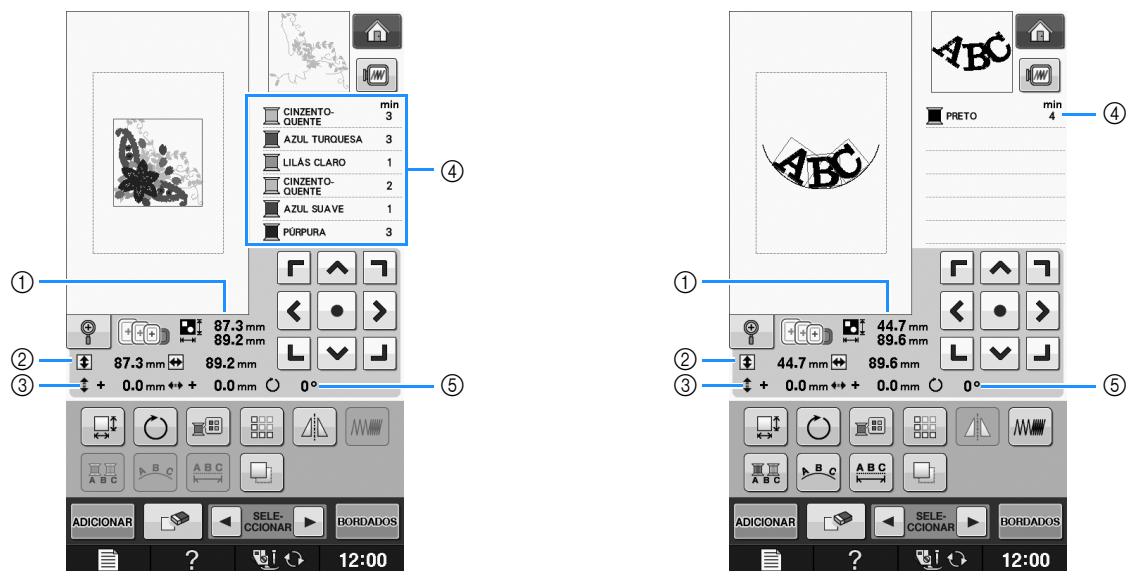 min
CINZENTO-
QUENTE 3
AZUL TURQUESA 3
LILÁS CLARO 1
CINZENTO-
QUENTE 2
AZUL SUAVE 1
PÚRPURA 3
④
①
87.3 mm
89.2 mm
② 87.3 mm 89.2 mm
③ + 0.0 mm + 0.0 mm 0° ⑤
A B C A B C A B C
ADICIONAR SELE-
CCIONAR BORDADOS
? 12:00
ABC
min
PRETO 4 ④
ABC
①
44.7 mm
89.6 mm
② 44.7 mm 89.6 mm
③ + 0.0 mm + 0.0 mm 0° ⑤
A B C A B C A B C
ADICIONAR SELE-
CCIONAR BORDADOS
? 12:00